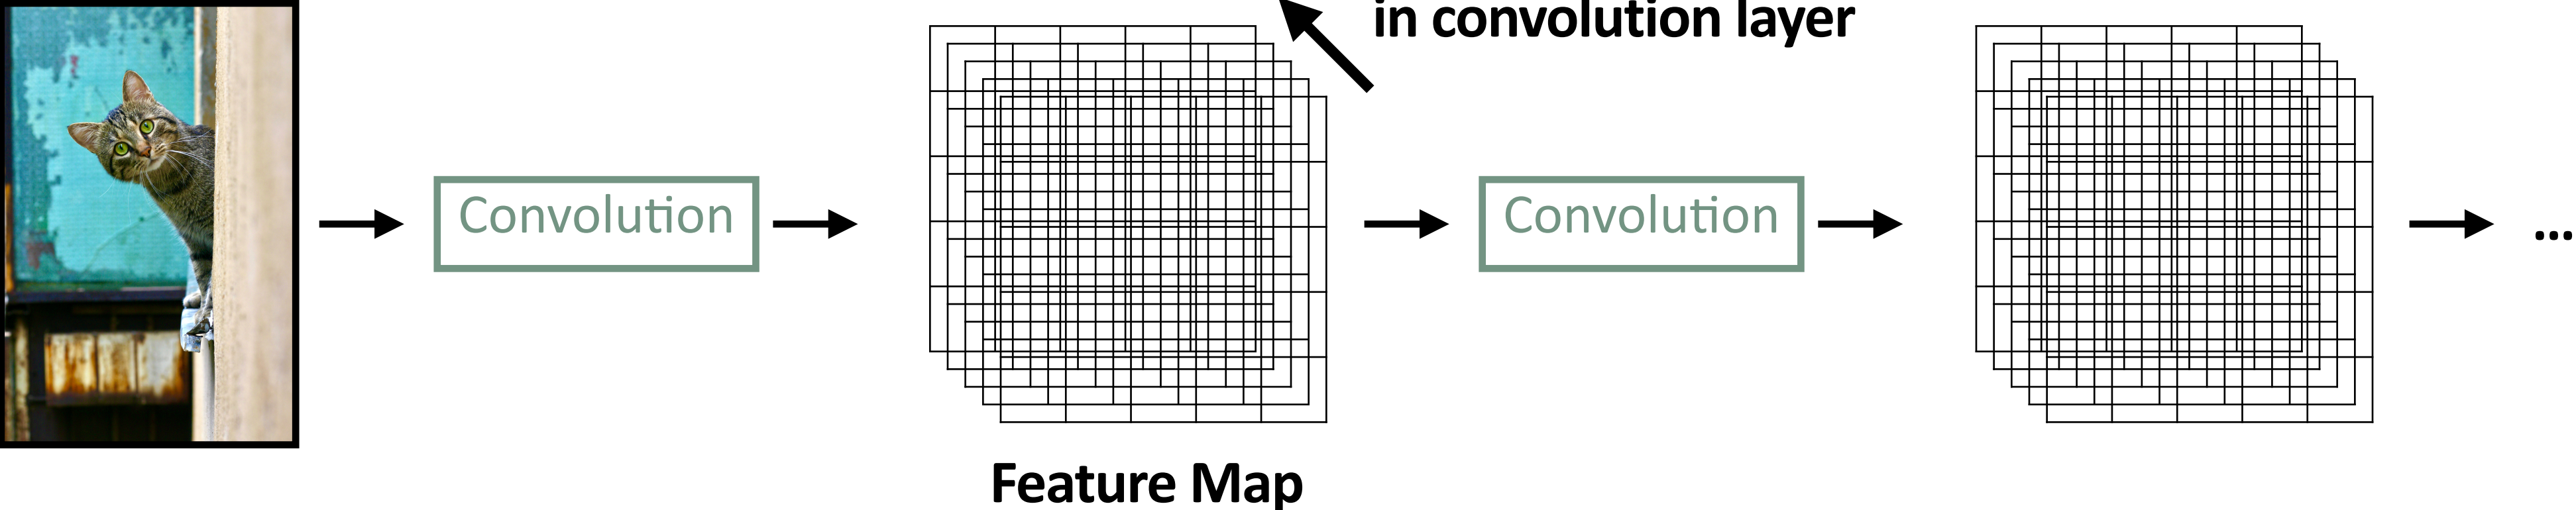 in convolution layer
Convolution
Convolution
...
Feature Map